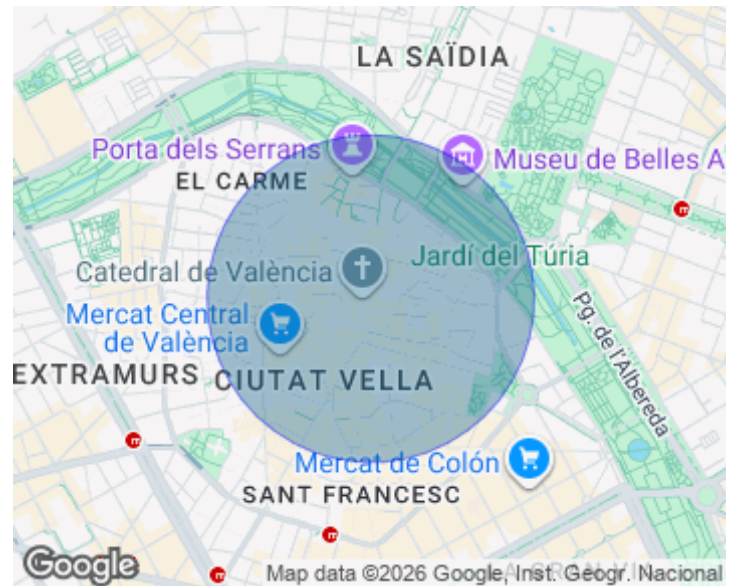 LA SAÏDIA
Porta dels Serrans
Museu de Belles A
EL CARME
Jardí del Túria
Catedral de València
Mercat Central
de València
Pg. de l'Albereda
EXTRAMURS
CIUTAT VELLA
Mercat de Colón
SANT FRANCESC
Google
Map data ©2026 Google, Inst. Geogr. Nacional